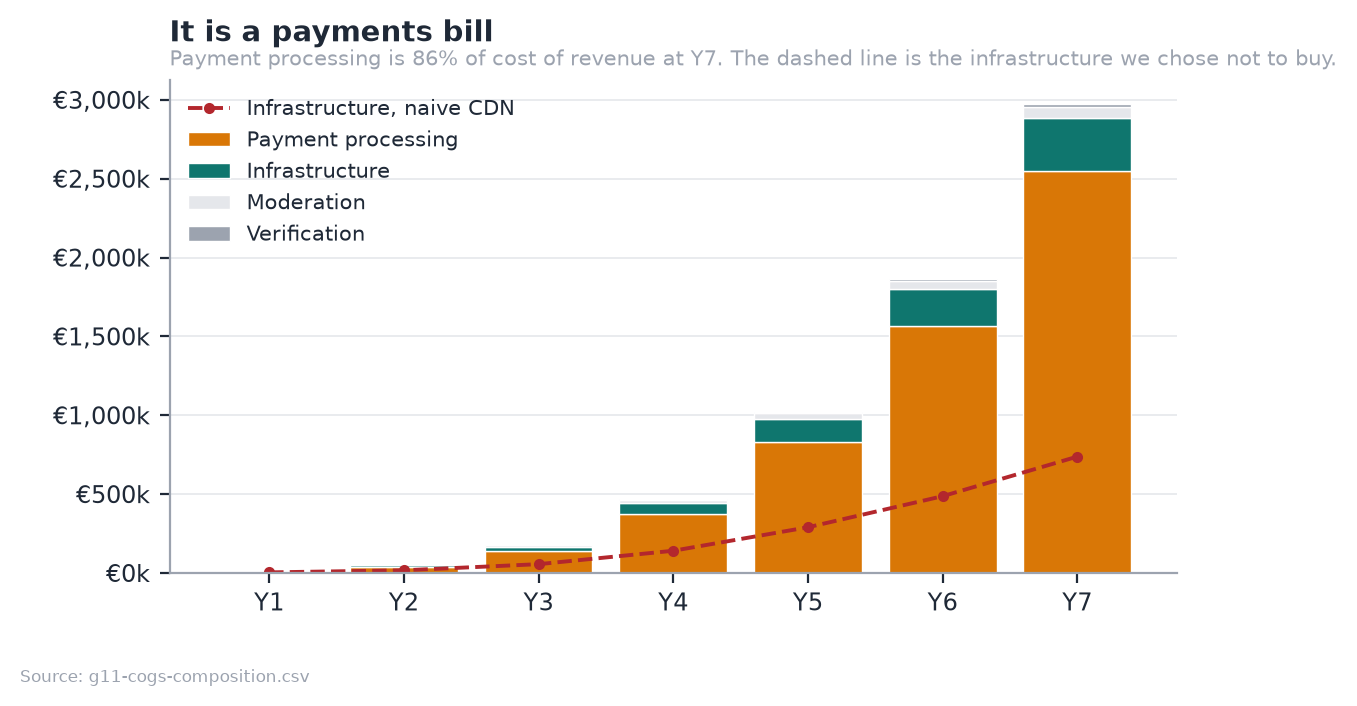 It is a payments bill
Payment processing is 86% of cost of revenue at Y7. The dashed line is the infrastructure we chose not to buy.
€3,000k
€2,500k
€2,000k
€1,500k
€1,000k
€500k
€0k
Infrastructure, naive CDN
Payment processing
Infrastructure
Moderation
Verification
Y1 Y2 Y3 Y4 Y5 Y6 Y7
Source: g11-cogs-composition.csv